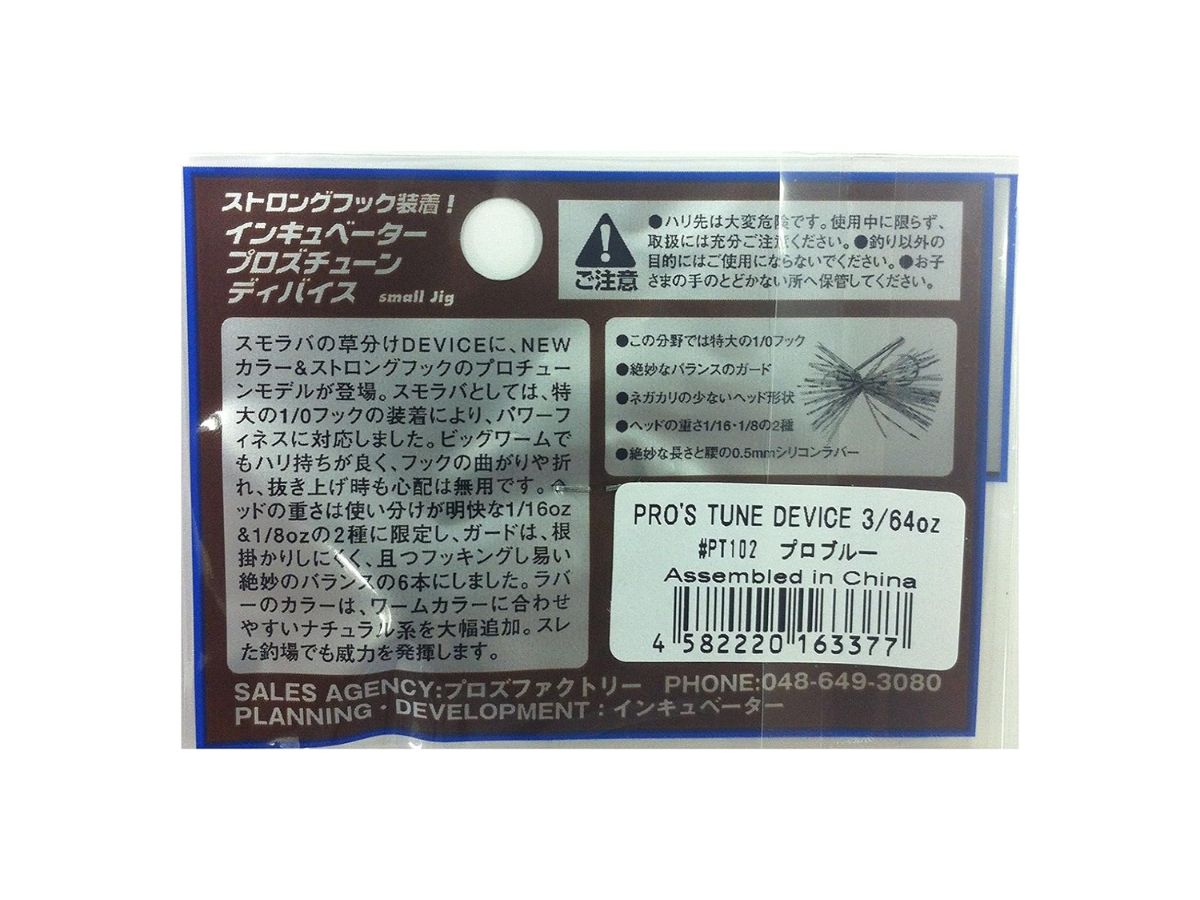 ストロングフック装着!
インキュベーター
プロズチューン
ディバイス small Jig
ご注意
●ハリ先は大変危険です。使用中に限らず、
取扱には充分ご注意ください。●釣り以外の
目的にはご使用にならないでください。●お子
さまの手のとどかない所へ保管してください。
スモラバの草分けDEVICEに、NEW
カラー&ストロングフックのプロチュー
ンモデルが登場。スモラバとしては、特
大の1/0フックの装着により、パワーフ
ィネスに対応しました。ビッグワームで
もハリ持ちが良く、フックの曲がりや折
れ、抜き上げ時も心配は無用です。ヘ
ッドの重さは使い分けが明快な1/16oz
&1/8ozの2種に限定し、ガードは、根
掛かりしにくく、且つフッキングし易い
絶妙のバランスの6本にしました。ラバ
ーのカラーは、ワームカラーに合わせ
やすいナチュラル系を大幅追加。スレ
た釣場でも威力を発揮します。
●この分野では特大の1/0フック
●絶妙なバランスのガード
●ネガカリの少ないヘッド形状
●ヘッドの重さ1/16・1/8の2種
●絶妙な長さと腰の0.5mmシリコンラバー
PRO'S TUNE DEVICE 3/64oz
#PT102 プロブルー
Assembled in China
4 582220 163377
SALES AGENCY:プロズファクトリー PHONE:048-649-3080
PLANNING・DEVELOPMENT:インキュベーター